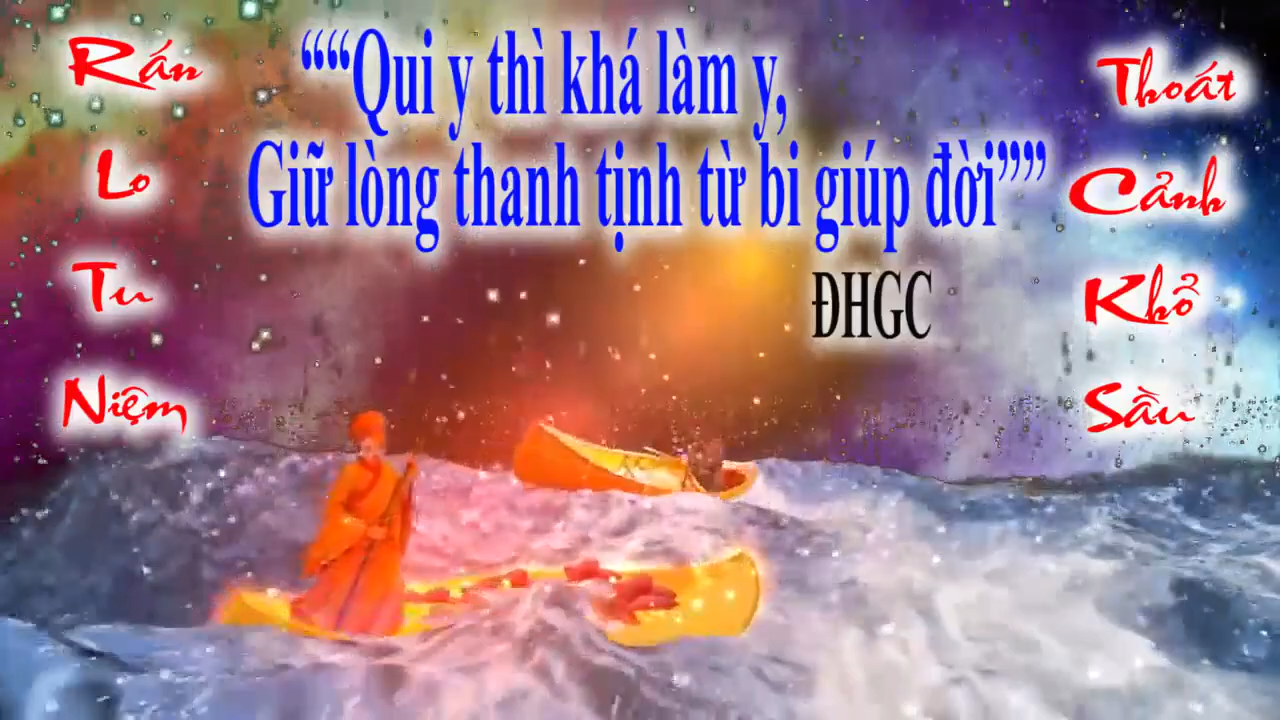 Rán
Lo
Tu
Niệm
““Qui y thì khá làm y,
Giữ lòng thanh tịnh từ bi giúp đời””
ĐHGC
Thoát
Cảnh
Khổ
Sầu